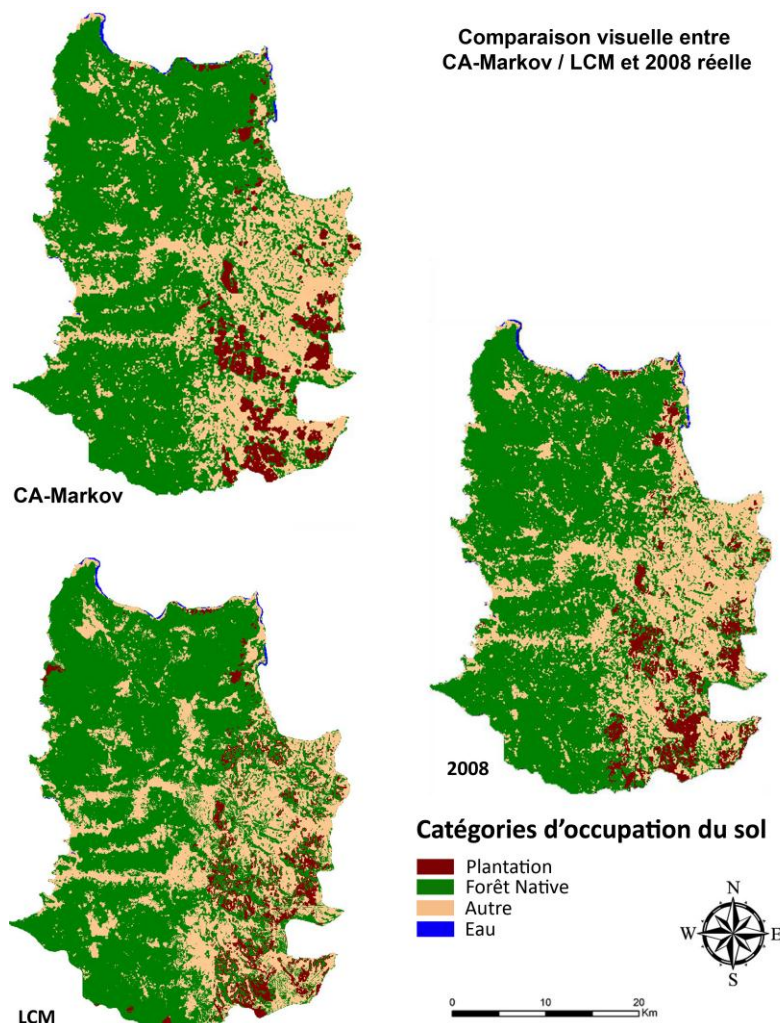 Comparaison visuelle entre
CA-Markov / LCM et 2008 réelle
CA-Markov
2008
LCM
Catégories d'occupation du sol
Plantation
Forêt Native
Autre
Eau
N
W E
S
0 10 20
Km